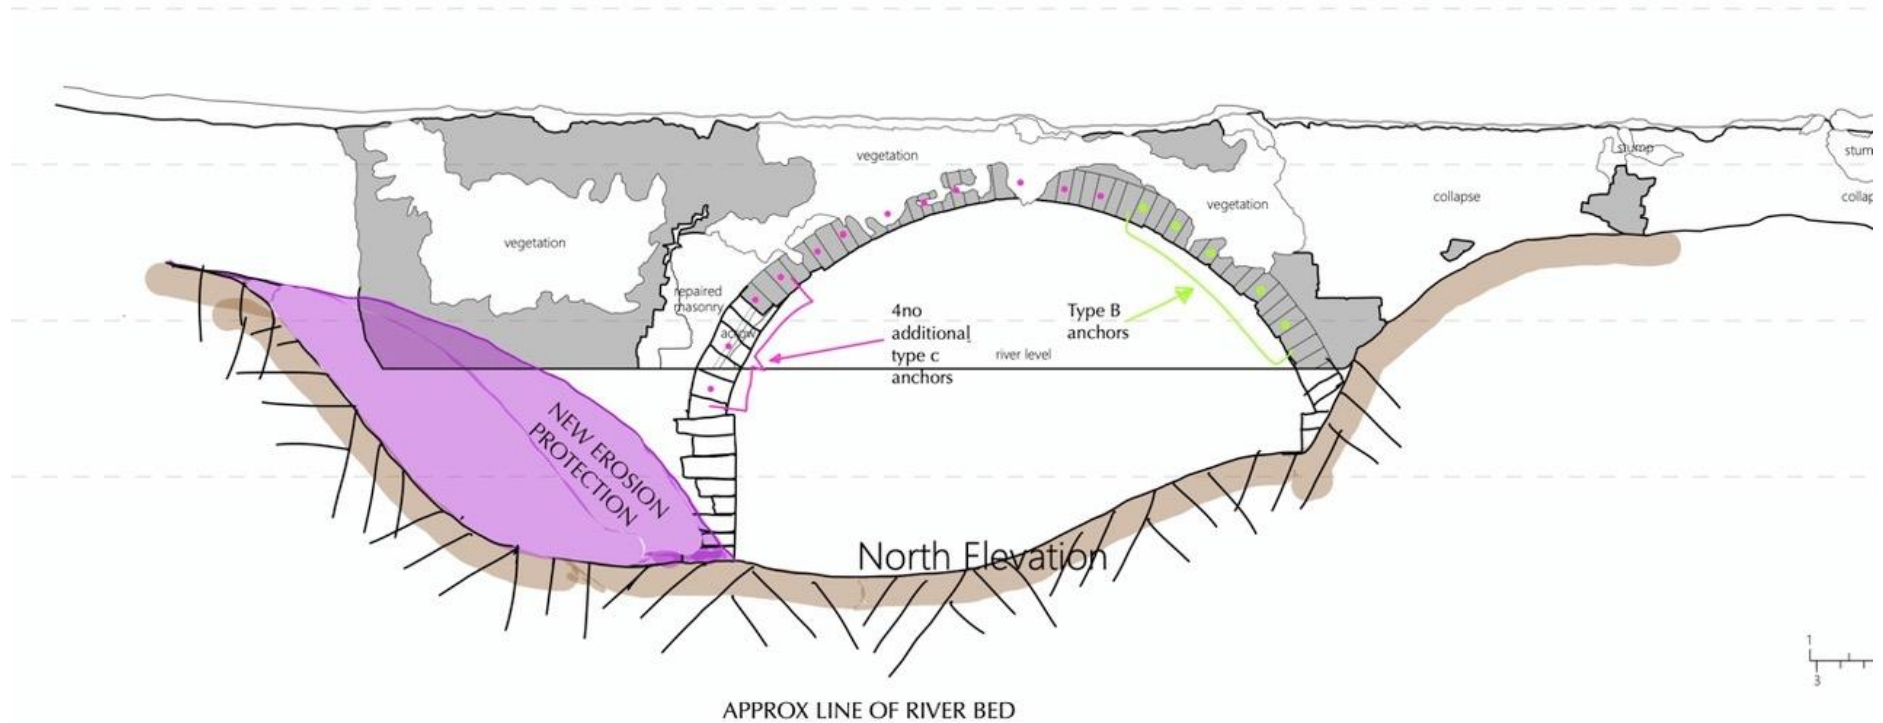 vegetation
stump
stum
vegetation
collapse
collap
vegetation
repaired
masonry
4no
additional
type c
anchors
Type B
anchors
river level
NEW EROSION
PROTECTION
North Elevation
1
3
APPROX LINE OF RIVER BED